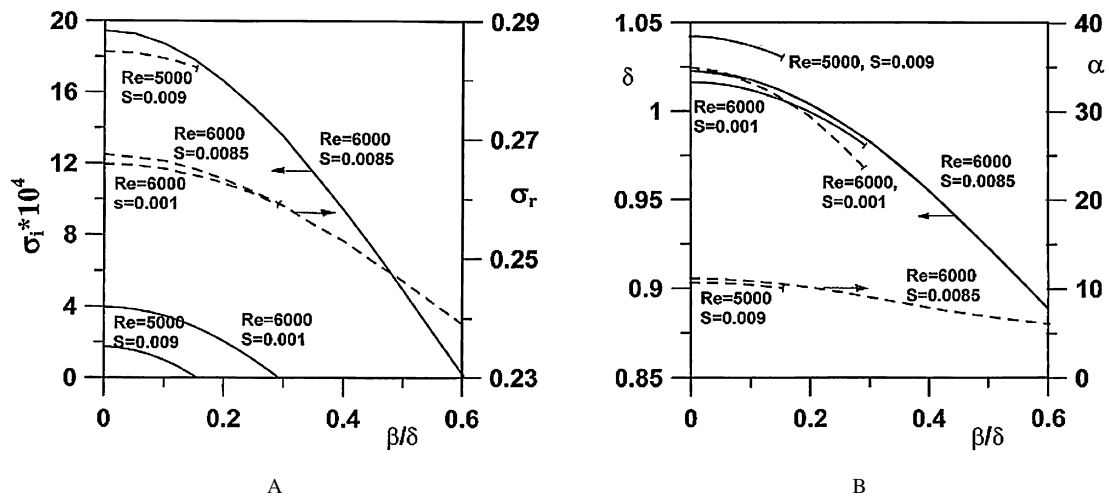 20
16
12
8
4
0
σi*10^4
0.29
0.27
0.25
0.23
σr
Re=5000
S=0.009
Re=6000
S=0.0085
Re=6000
S=0.0085
Re=6000
s=0.001
Re=5000
S=0.009
Re=6000
S=0.001
0
0.2
0.4
0.6
β/δ
A
1.05
1
0.95
0.9
0.85
δ
40
30
20
10
0
α
Re=5000, S=0.009
Re=6000
S=0.001
Re=6000,
S=0.001
Re=6000
S=0.0085
Re=6000
S=0.0085
Re=5000
S=0.009
0
0.2
0.4
0.6
β/δ
B